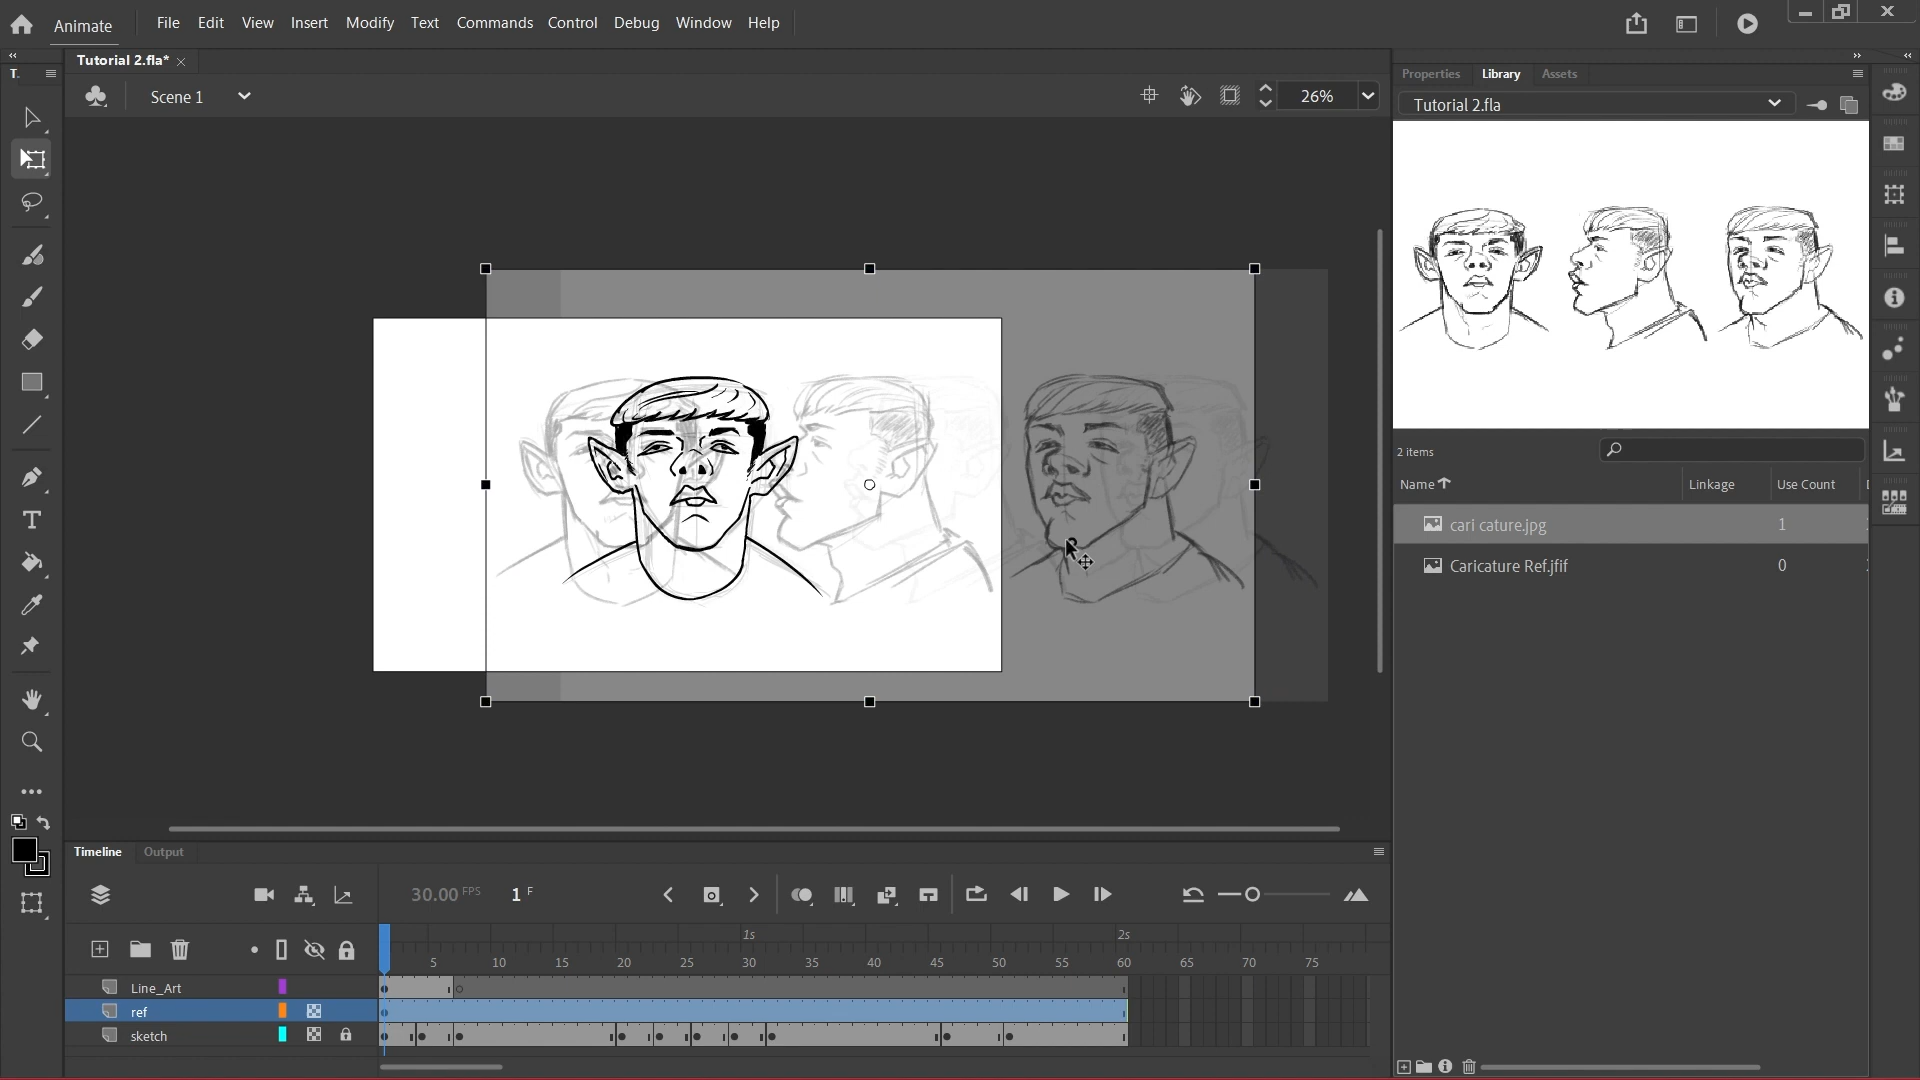 Animate File Edit View Insert Modify Text Commands Control Debug Window Help
Tutorial 2.fla*
Scene 1
26%
T.
Properties Library Assets
Tutorial 2.fla
2 items
Name Linkage Use Count
cari cature.jpg 1
Caricature Ref.jfif 0
Timeline Output
30.00 FPS 1 F
1s 2s
5 10 15 20 25 30 35 40 45 50 55 60 65 70 75
Line_Art
ref
sketch